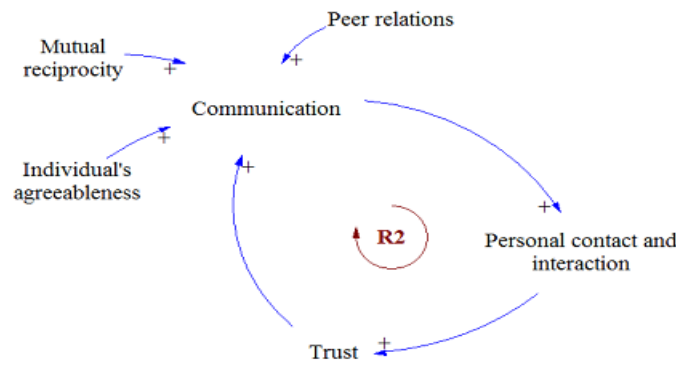 Peer relations
Mutual
reciprocity
+
+
Communication
+
Individual's
agreeableness
+
+
R2
Personal contact and
interaction
+
Trust